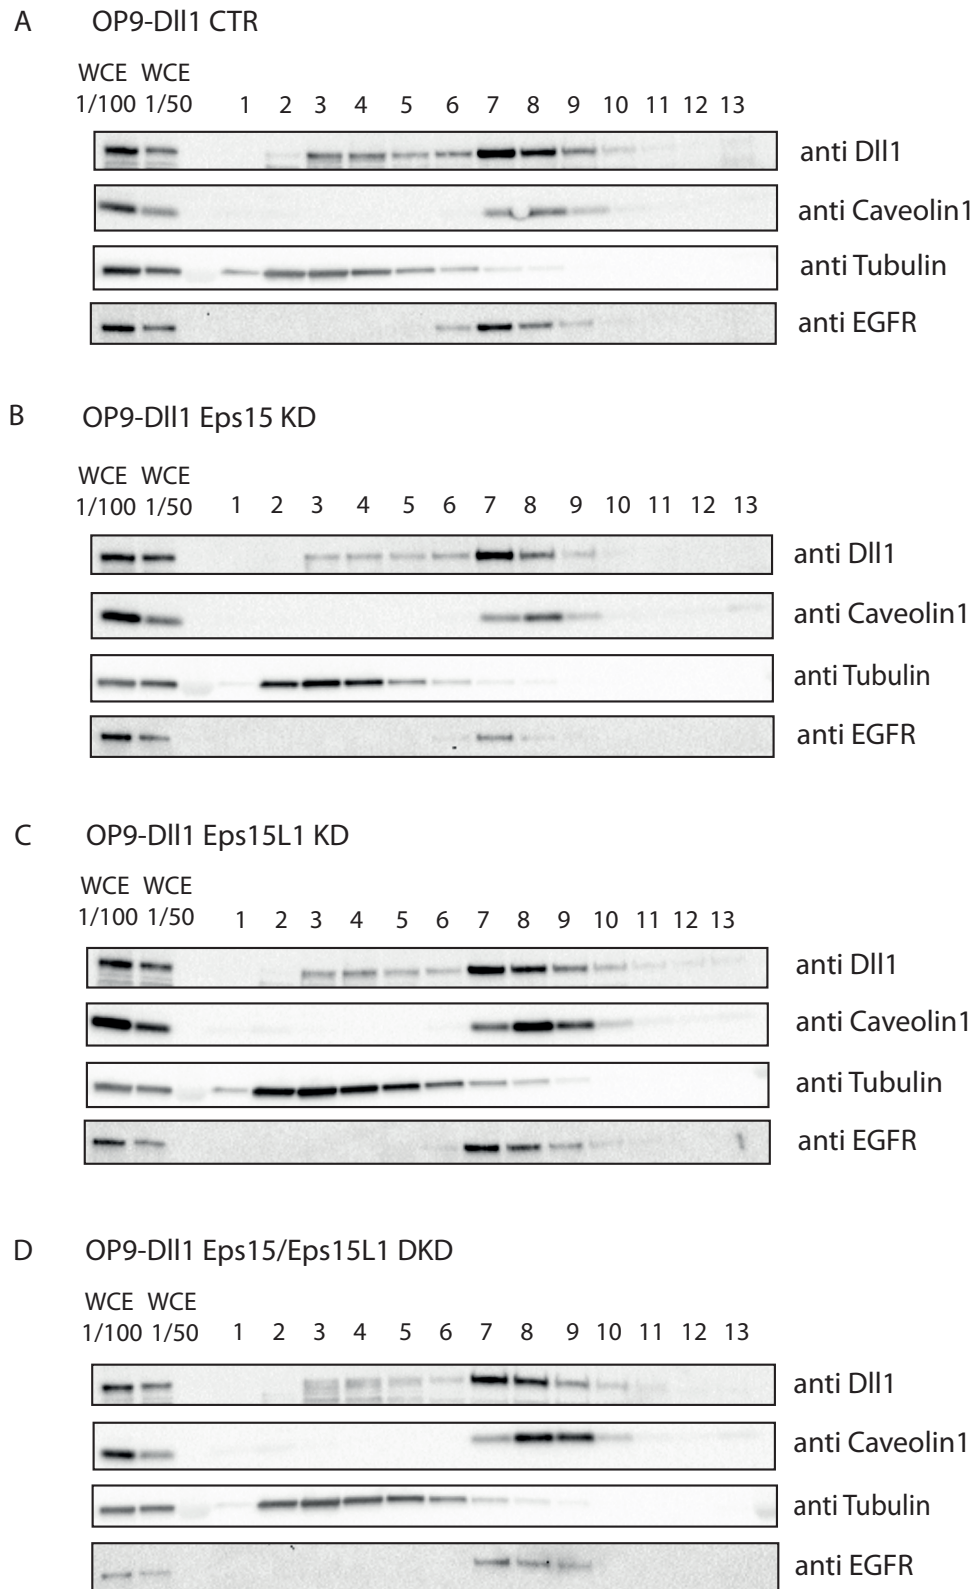 A OP9-Dll1 CTR
WCE WCE
1/100 1/50 1 2 3 4 5 6 7 8 9 10 11 12 13
anti Dll1
anti Caveolin1
anti Tubulin
anti EGFR
B OP9-Dll1 Eps15 KD
WCE WCE
1/100 1/50 1 2 3 4 5 6 7 8 9 10 11 12 13
anti Dll1
anti Caveolin1
anti Tubulin
anti EGFR
C OP9-Dll1 Eps15L1 KD
WCE WCE
1/100 1/50 1 2 3 4 5 6 7 8 9 10 11 12 13
anti Dll1
anti Caveolin1
anti Tubulin
anti EGFR
D OP9-Dll1 Eps15/Eps15L1 DKD
WCE WCE
1/100 1/50 1 2 3 4 5 6 7 8 9 10 11 12 13
anti Dll1
anti Caveolin1
anti Tubulin
anti EGFR